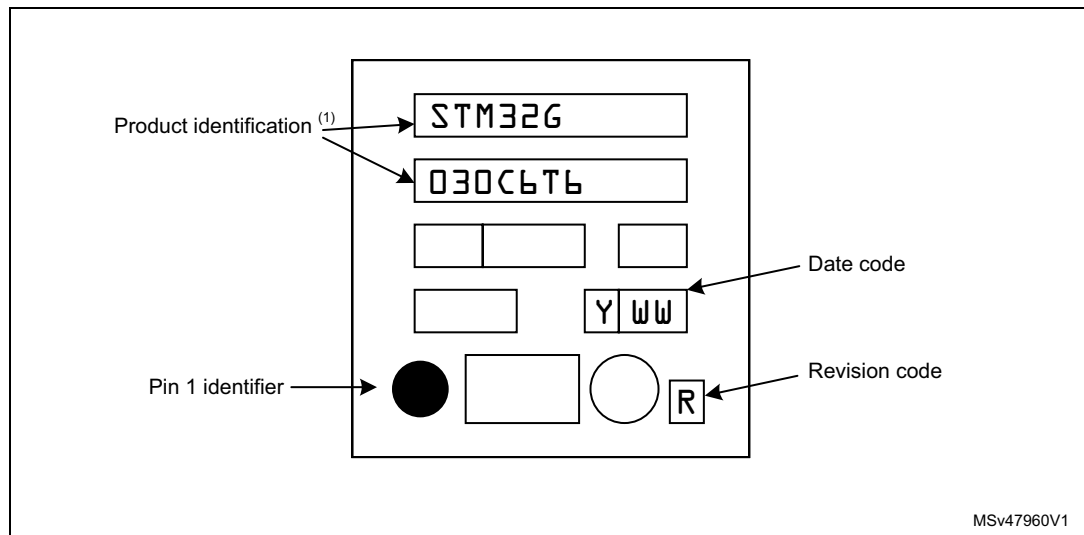 STM32G
Product identification (1)
030C6T6
Date code
Y WW
Pin 1 identifier
Revision code
R
MSv47960V1